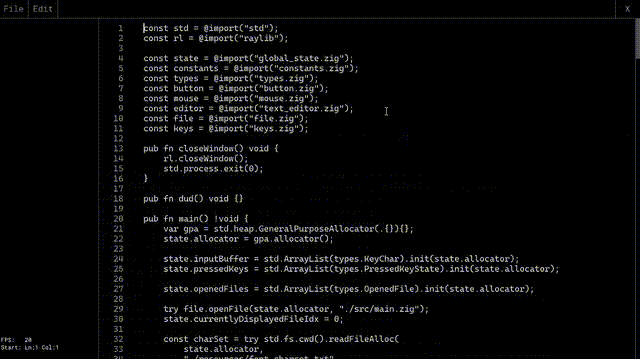 File Edit X
1 const std = @import("std");
2 const rl = @import("raylib");
3
4 const state = @import("global_state.zig");
5 const constants = @import("constants.zig");
6 const types = @import("types.zig");
7 const button = @import("button.zig");
8 const mouse = @import("mouse.zig");
9 const editor = @import("text_editor.zig");
10 const file = @import("file.zig");
11 const keys = @import("keys.zig");
12
13 pub fn closeWindow() void {
14 rl.closeWindow();
15 std.process.exit(0);
16 }
17
18 pub fn dud() void {}
19
20 pub fn main() !void {
21 var gpa = std.heap.GeneralPurposeAllocator(.{}){};
22 state.allocator = gpa.allocator();
23
24 state.inputBuffer = std.ArrayList(types.KeyChar).init(state.allocator);
25 state.pressedKeys = std.ArrayList(types.PressedKeyState).init(state.allocator);
26
27 state.openedFiles = std.ArrayList(types.OpenedFile).init(state.allocator);
28
29 try file.openFile(state.allocator, "./src/main.zig");
30 state.currentlyDisplayedFileIdx = 0;
31
32 const charSet = try std.fs.cwd().readFileAlloc(
33 state.allocator,
34 "./resources/font_charset.txt",
FPS: 20
Start: Ln:1 Col:1